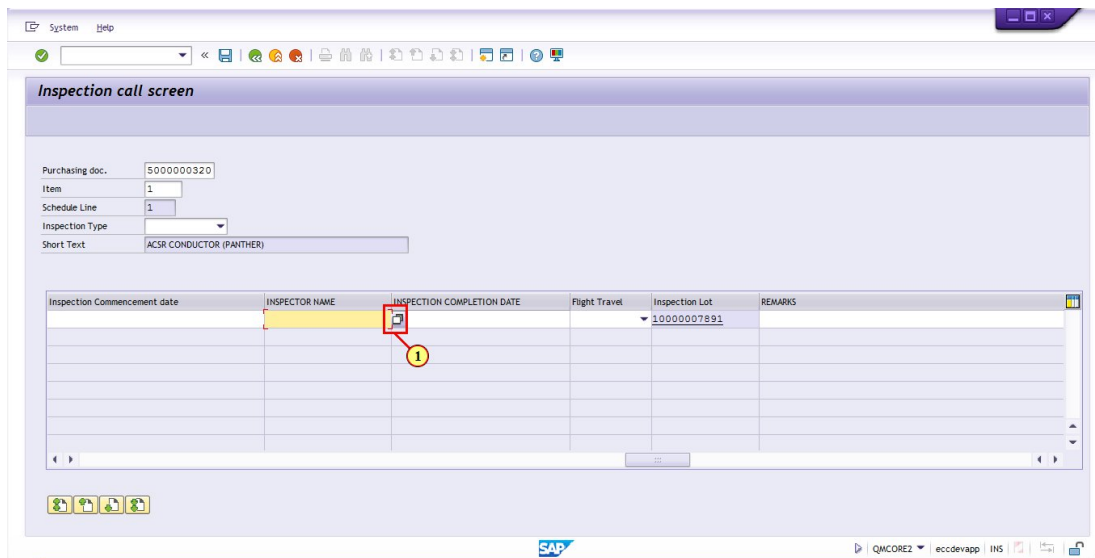 System Help
Inspection call screen
Purchasing doc. 5000000320
Item 1
Schedule Line 1
Inspection Type
Short Text ACSR CONDUCTOR (PANTHER)
Inspection Commencement date INSPECTOR NAME INSPECTION COMPLETION DATE Flight Travel Inspection Lot REMARKS
10000007891
1
SAP QMCORE2 eccdevapp INS